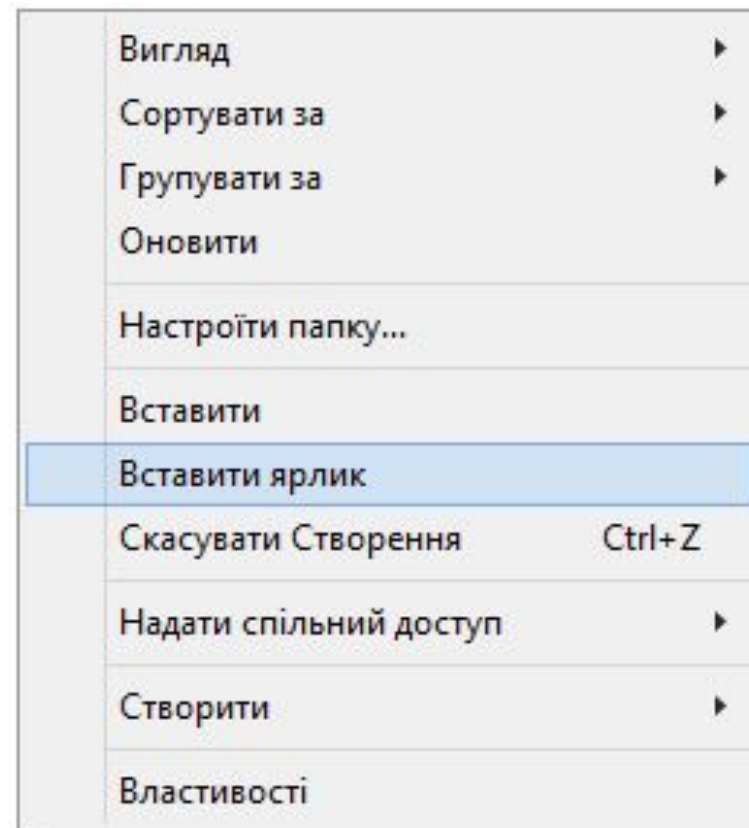 Вигляд
Сортувати за
Групувати за
Оновити
Настроїти папку...
Вставити
Вставити ярлик
Скасувати Створення Ctrl+Z
Надати спільний доступ
Створити
Властивості